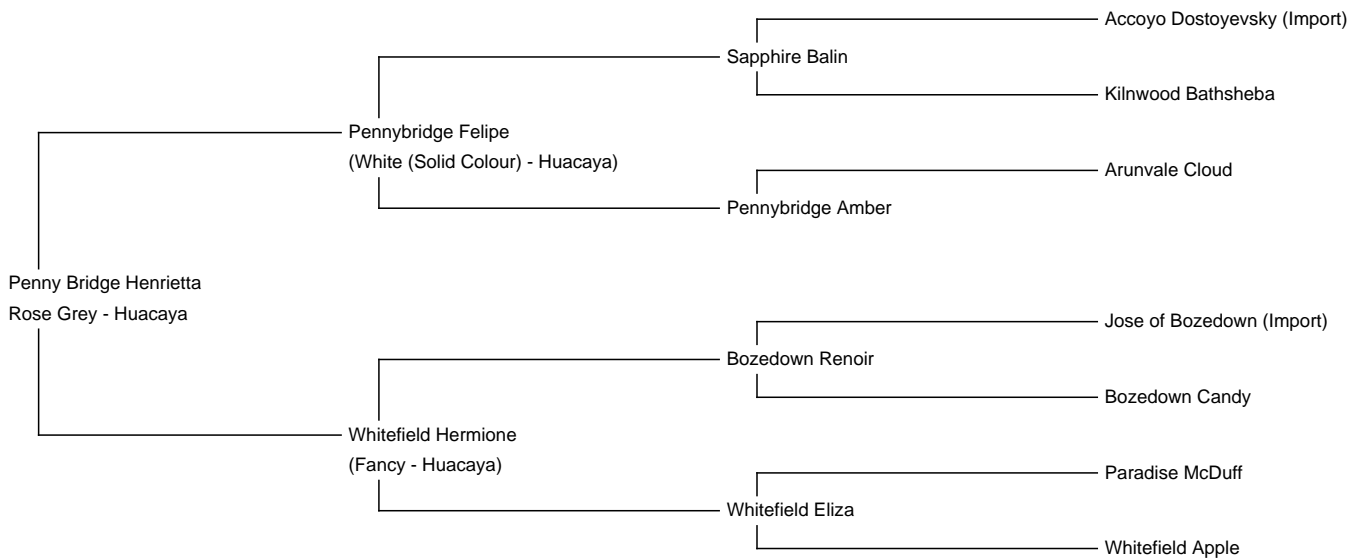 Accoyo Dostoyevsky (Import)
Sapphire Balin
Kilnwood Bathsheba
Pennybridge Felipe
(White (Solid Colour) - Huacaya)
Arunvale Cloud
Pennybridge Amber
Penny Bridge Henrietta
Rose Grey - Huacaya
Jose of Bozedown (Import)
Bozedown Renoir
Bozedown Candy
Whitefield Hermione
(Fancy - Huacaya)
Paradise McDuff
Whitefield Eliza
Whitefield Apple